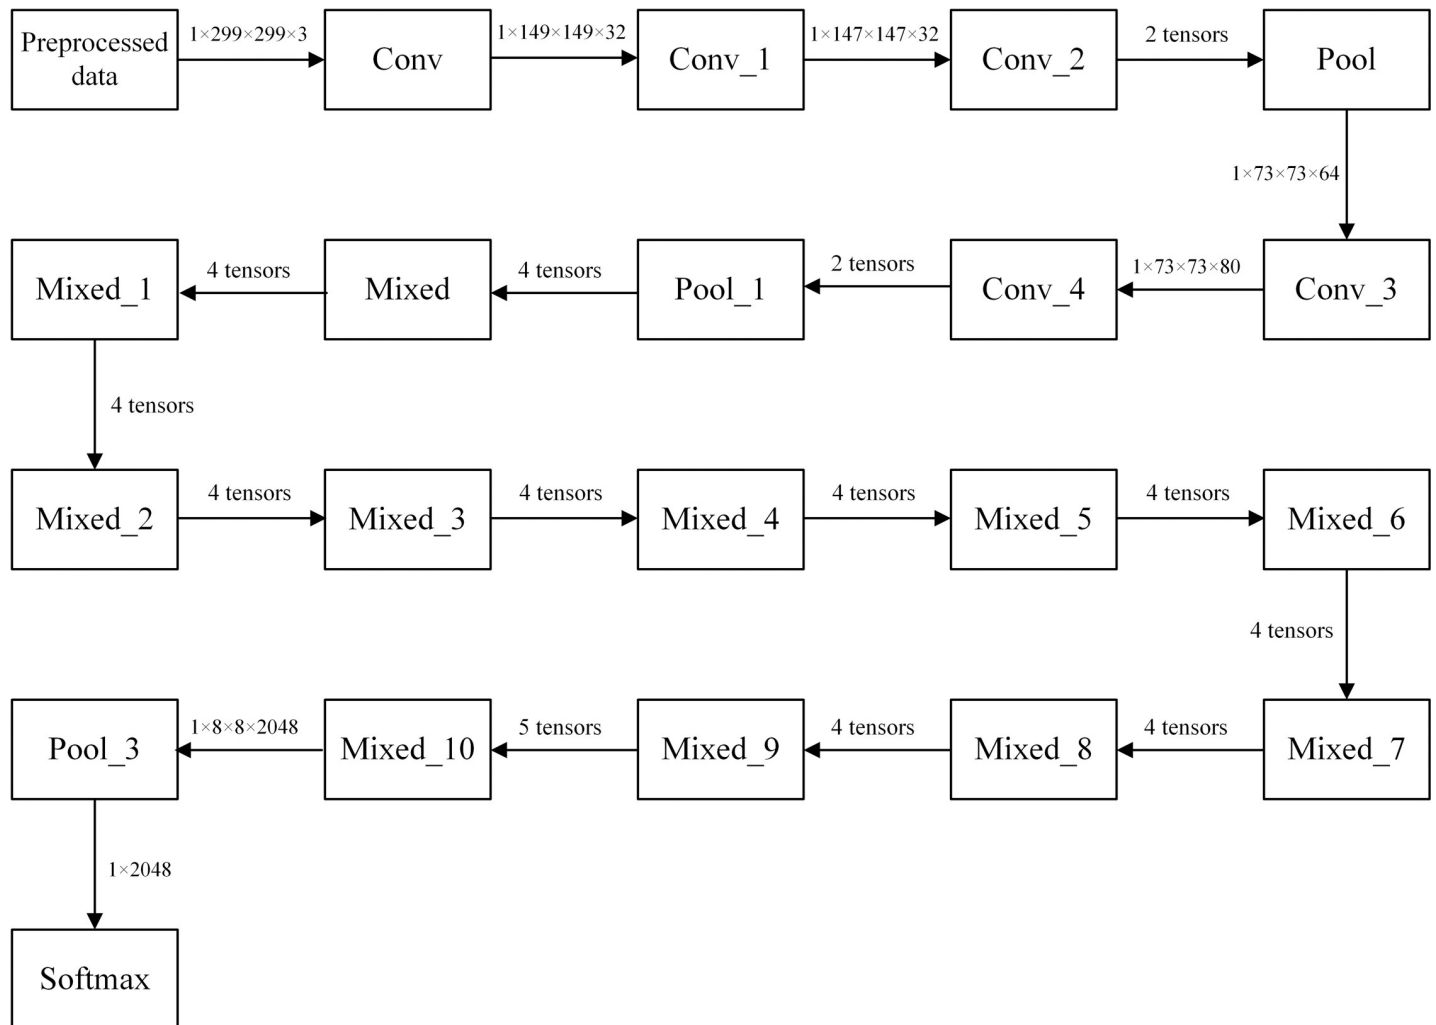 Preprocessed
data
1×299×299×3
Conv
1×149×149×32
Conv_1
1×147×147×32
Conv_2
2 tensors
Pool
1×73×73×64
Mixed_1
4 tensors
Mixed
4 tensors
Pool_1
2 tensors
Conv_4
1×73×73×80
Conv_3
4 tensors
Mixed_2
4 tensors
Mixed_3
4 tensors
Mixed_4
4 tensors
Mixed_5
4 tensors
Mixed_6
4 tensors
Pool_3
1×8×8×2048
Mixed_10
5 tensors
Mixed_9
4 tensors
Mixed_8
4 tensors
Mixed_7
1×2048
Softmax